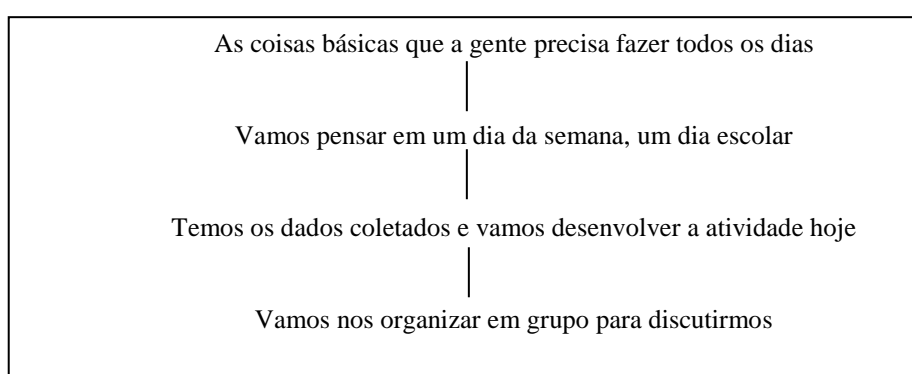 As coisas básicas que a gente precisa fazer todos os dias
Vamos pensar em um dia da semana, um dia escolar
Temos os dados coletados e vamos desenvolver a atividade hoje
Vamos nos organizar em grupo para discutirmos